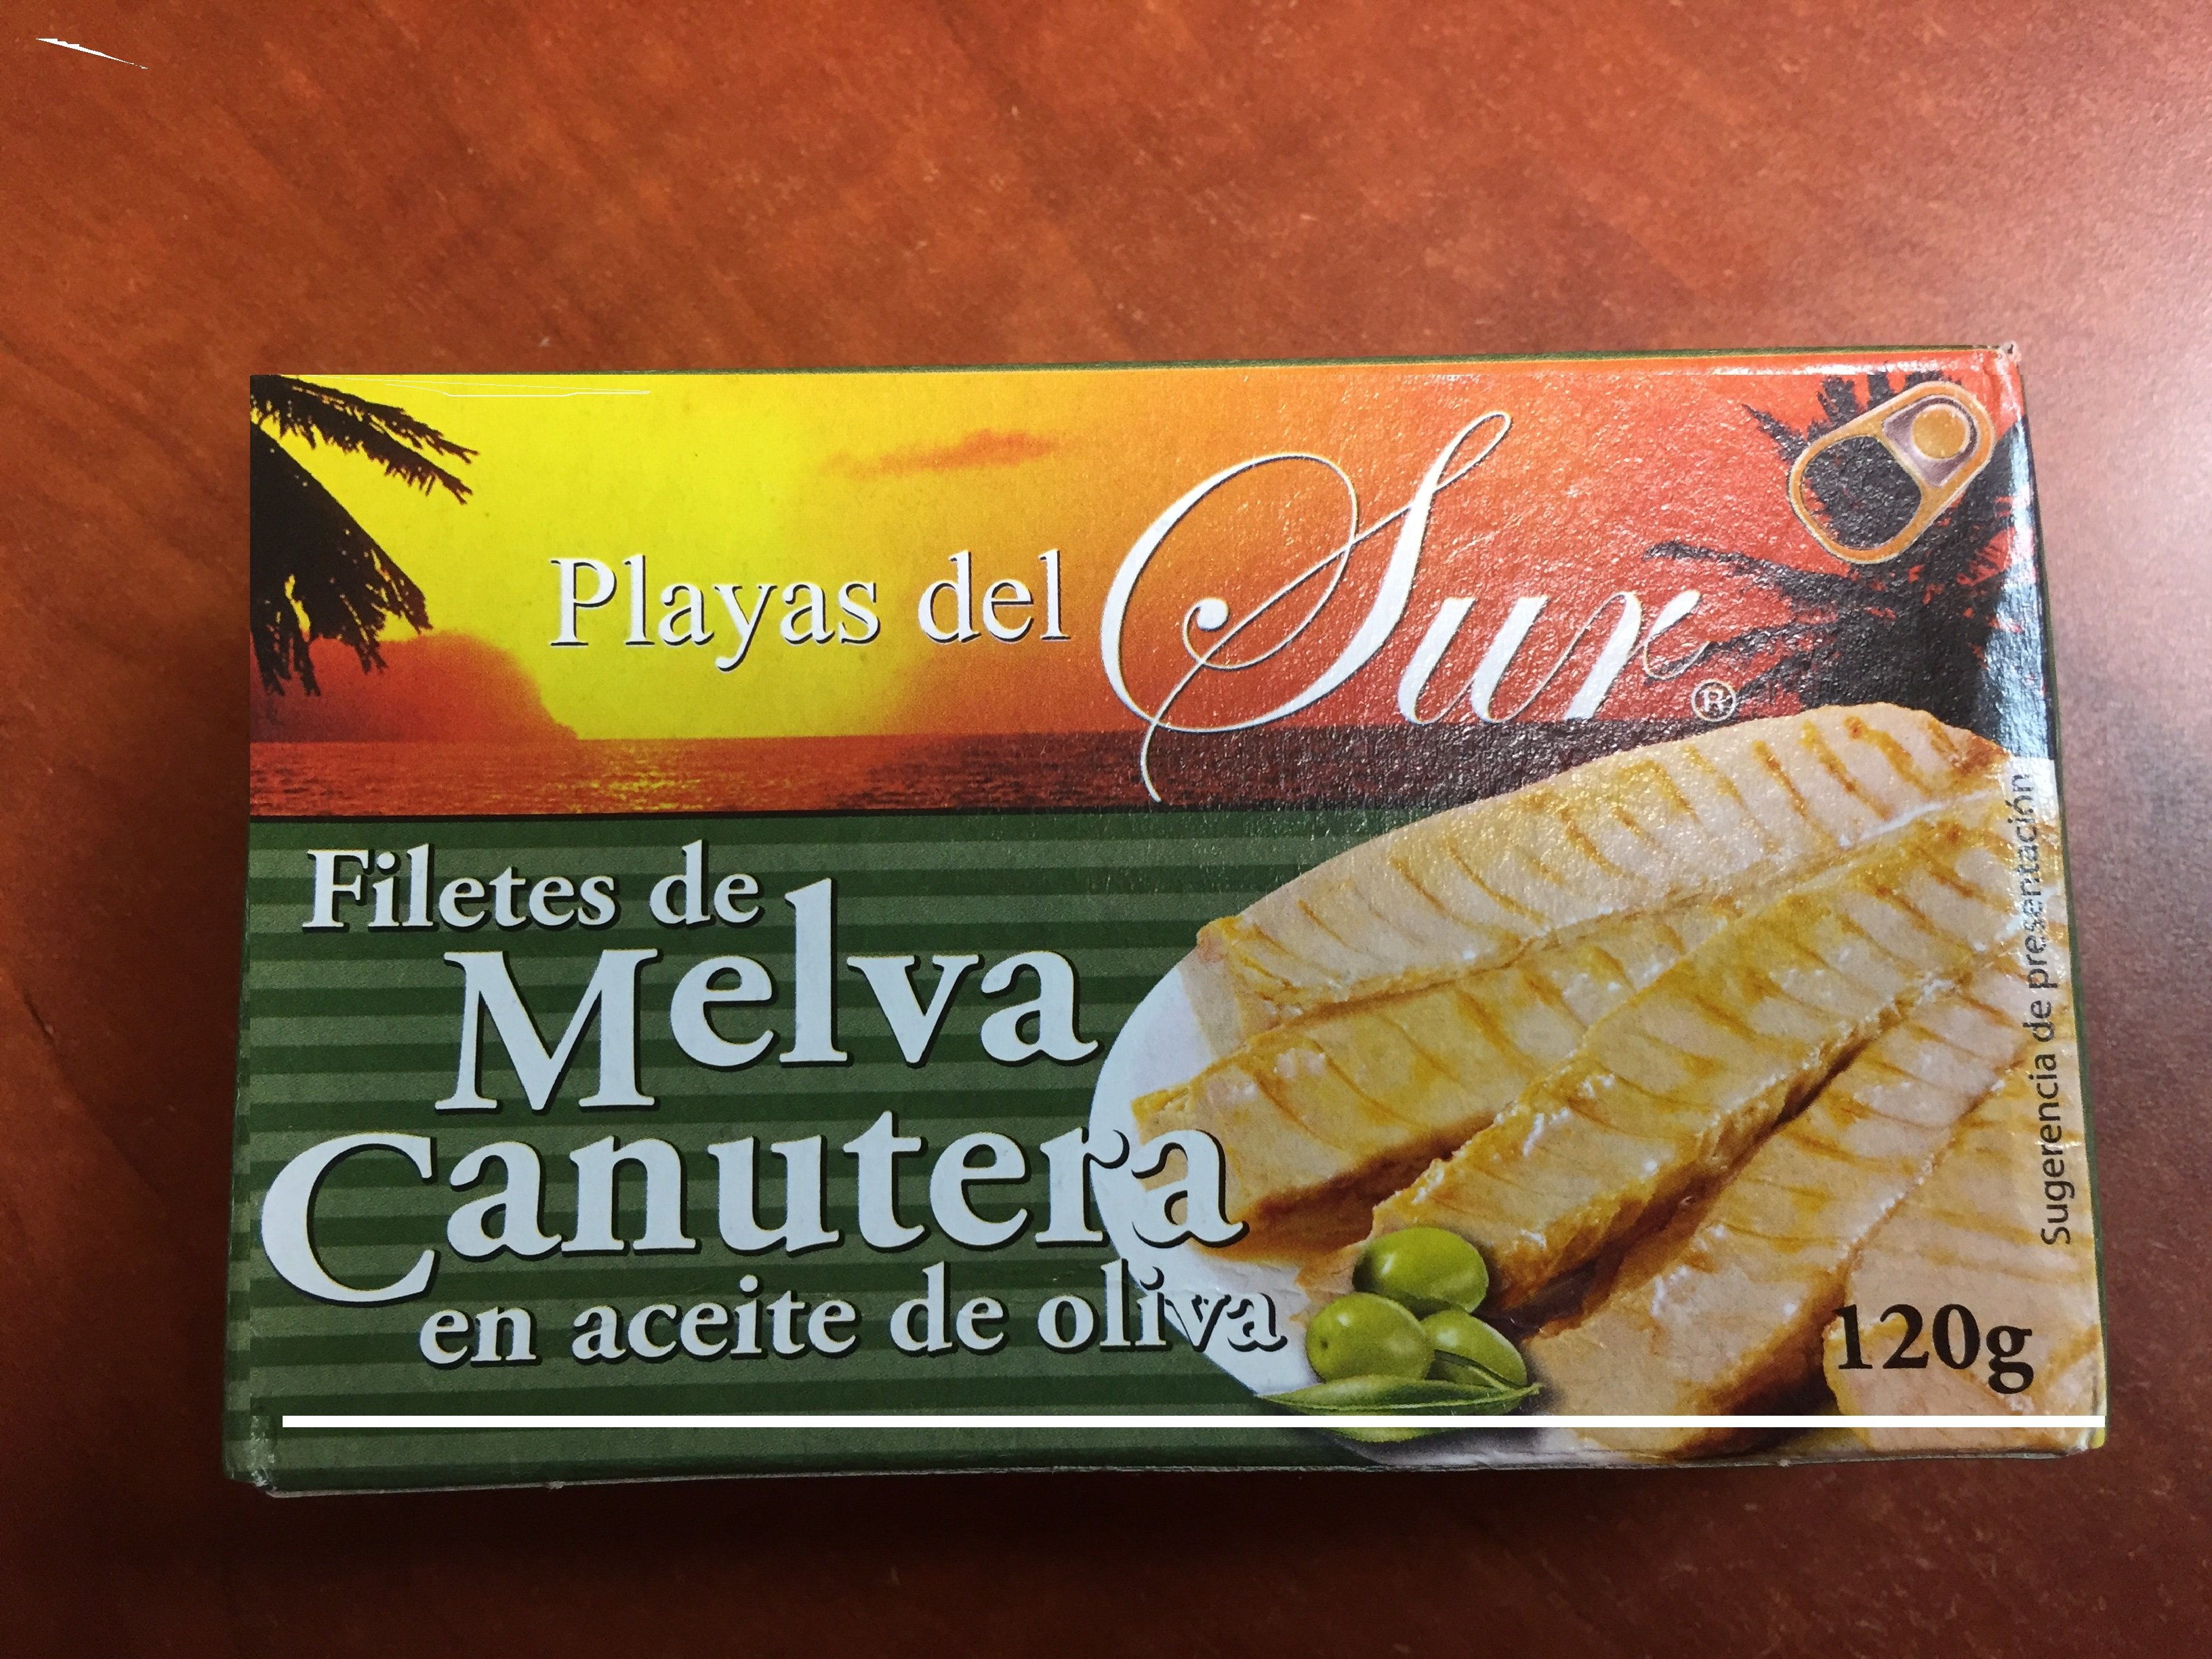 Playas del Sur®
Filetes de
Melva
Canutera
en aceite de oliva
120g
Sugerencia de presentación